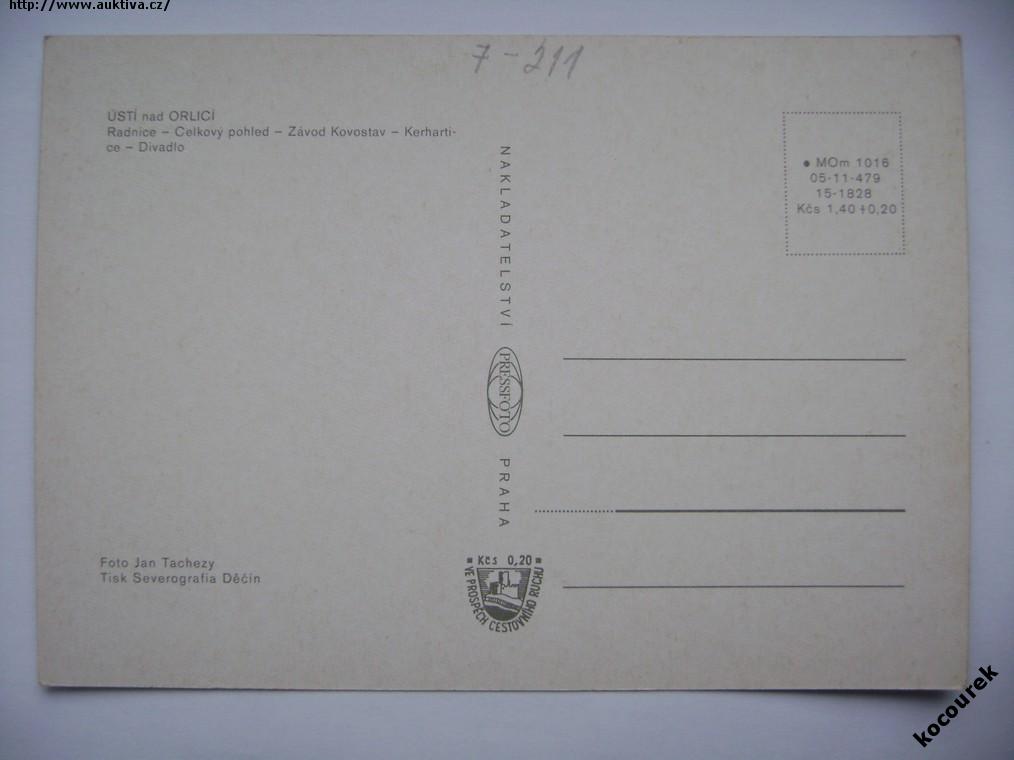 http://www.auktiva.cz/
7-211
ÚSTÍ nad ORLICÍ
Radnice – Celkový pohled – Závod Kovostav – Kerharti-
ce – Divadlo
NAKLADATELSTVÍ
PRESSFOTO
PRAHA
● MOm 1016
05-11-479
15-1828
Kčs 1,40 + 0,20
Foto Jan Tachezy
Tisk Severografia Děčín
Kčs 0,20
VE PROSPĚCH CESTOVNÍHO RUCHU
kocourek